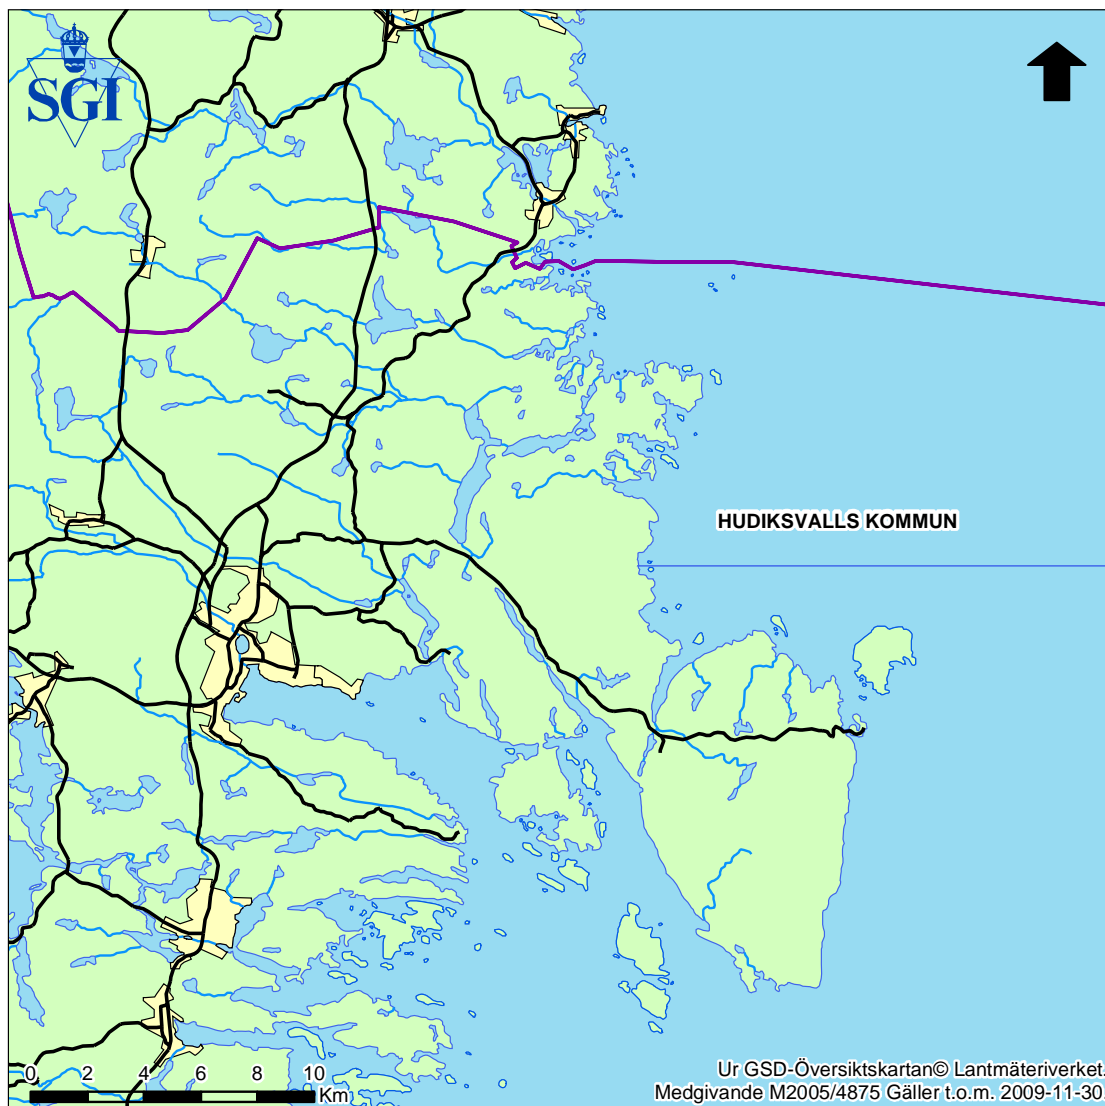 SGI
HUDIKSVALLS KOMMUN
0 2 4 6 8 10
Km
Ur GSD-Översiktskartan© Lantmäteriverket.
Medgivande M2005/4875 Gäller t.o.m. 2009-11-30